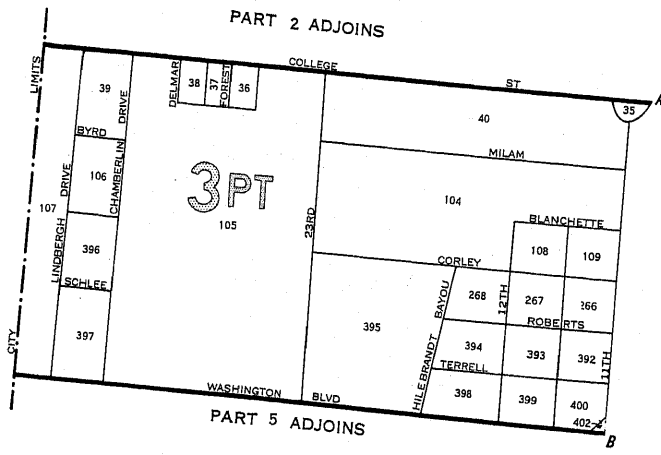 PART 2 ADJOINS
COLLEGE ST
A
LIMITS
39
DRIVE
DELMAR
38
37
FOREST
36
40
35
BYRD
MILAM
3 PT
106
CHAMBERLIN
DRIVE
107
105
23RD
104
BLANCHETTE
108
109
LINDBERGH
396
CORLEY
SCHLEE
268
12TH
267
266
BAYOU
ROBERTS
395
397
394
393
392
11TH
HILEBRANDT
TERRELL
CITY
398
399
400
402
WASHINGTON BLVD
B
PART 5 ADJOINS